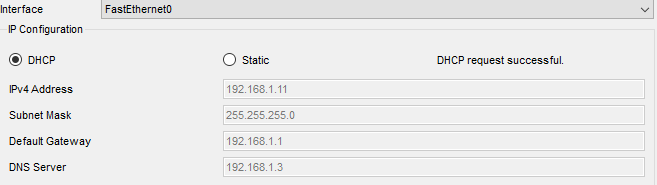 Interface FastEthernet0
IP Configuration
DHCP Static DHCP request successful.
IPv4 Address 192.168.1.11
Subnet Mask 255.255.255.0
Default Gateway 192.168.1.1
DNS Server 192.168.1.3